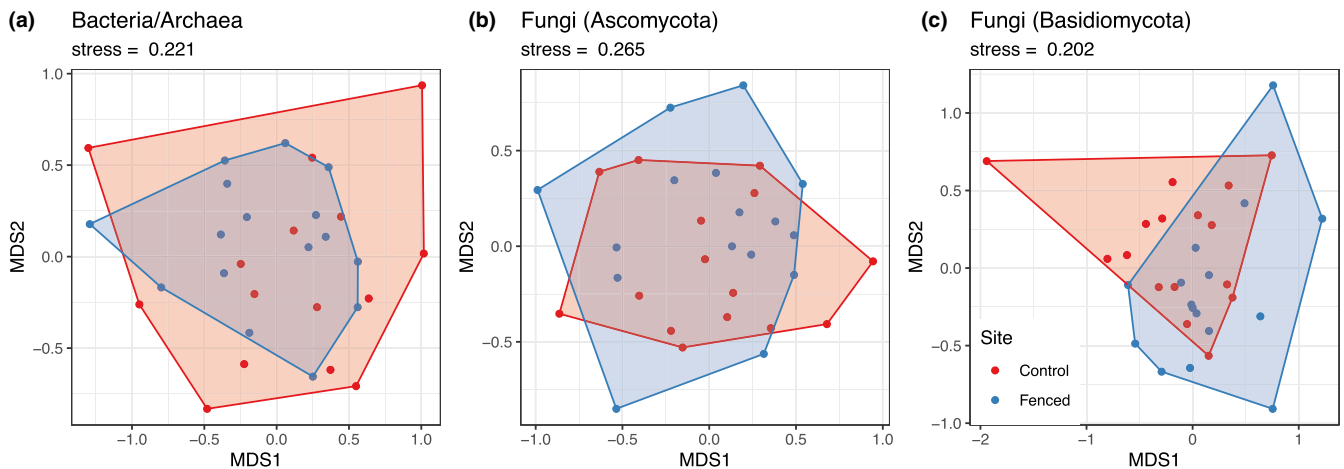 (a) Bacteria/Archaea
stress = 0.221
1.0
0.5
0.0
−0.5
MDS2
−1.0 −0.5 0.0 0.5 1.0
MDS1
(b) Fungi (Ascomycota)
stress = 0.265
0.5
0.0
−0.5
MDS2
−1.0 −0.5 0.0 0.5 1.0
MDS1
(c) Fungi (Basidiomycota)
stress = 0.202
1.0
0.5
0.0
−0.5
−1.0
MDS2
Site
Control
Fenced
−2 −1 0 1
MDS1